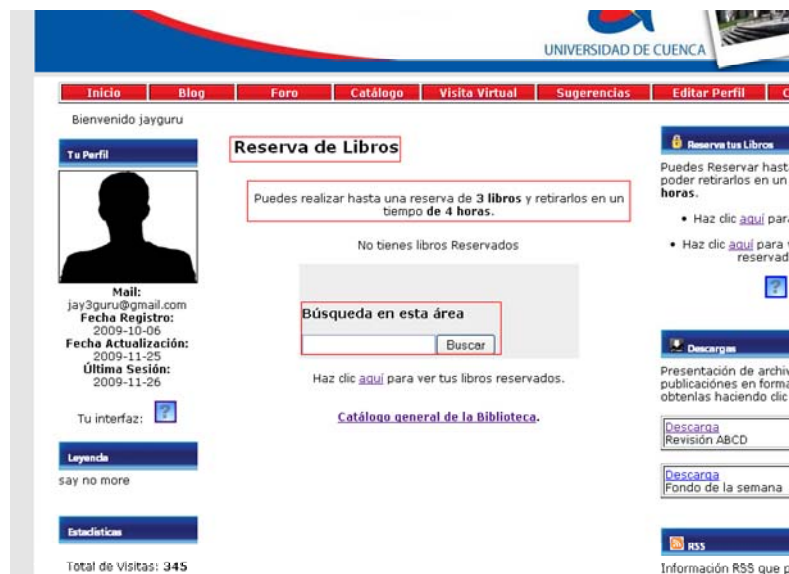 UNIVERSIDAD DE CUENCA
Inicio Blog Foro Catálogo Visita Virtual Sugerencias Editar Perfil C
Bienvenido jayguru
Tu Perfil
Mail:
jay3guru@gmail.com
Fecha Registro:
2009-10-06
Fecha Actualización:
2009-11-25
Última Sesión:
2009-11-26
Tu interfaz: ?
Leyenda
say no more
Estadisticas
Total de Visitas: 345
Reserva de Libros
Puedes realizar hasta una reserva de 3 libros y retirarlos en un
tiempo de 4 horas.
No tienes libros Reservados
Búsqueda en esta área
Buscar
Haz clic aquí para ver tus libros reservados.
Catálogo general de la Biblioteca.
Reserva tus Libros
Puedes Reservar hast
poder retirarlos en un
horas.
• Haz clic aquí para
• Haz clic aquí para v
reservad
?
Descargas
Presentación de archiv
publicaciónes en forma
obtenlas haciendo clic
Descarga
Revisión ABCD
Descarga
Fondo de la semana
RSS
Información RSS que p